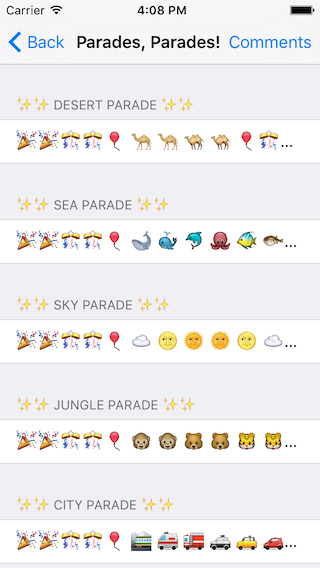 Carrier 4:08 PM
Back Parades, Parades! Comments
✨✨ DESERT PARADE ✨✨
🎉🎉🎊🎊🎈🐪🐪🐫🐫🎈🎊...
✨✨ SEA PARADE ✨✨
🎉🎉🎊🎊🎈🐋🐳🐬🐙🐠🐡...
✨✨ SKY PARADE ✨✨
🎉🎉🎊🎊🎈☁️🌝🌞🌞🌝☁️...
✨✨ JUNGLE PARADE ✨✨
🎉🎉🎊🎊🎈🐵🐵🐻🐻🐯🐯...
✨✨ CITY PARADE ✨✨
🎉🎉🎊🎊🎈🚉🚑🚒🚓🚕🚗...